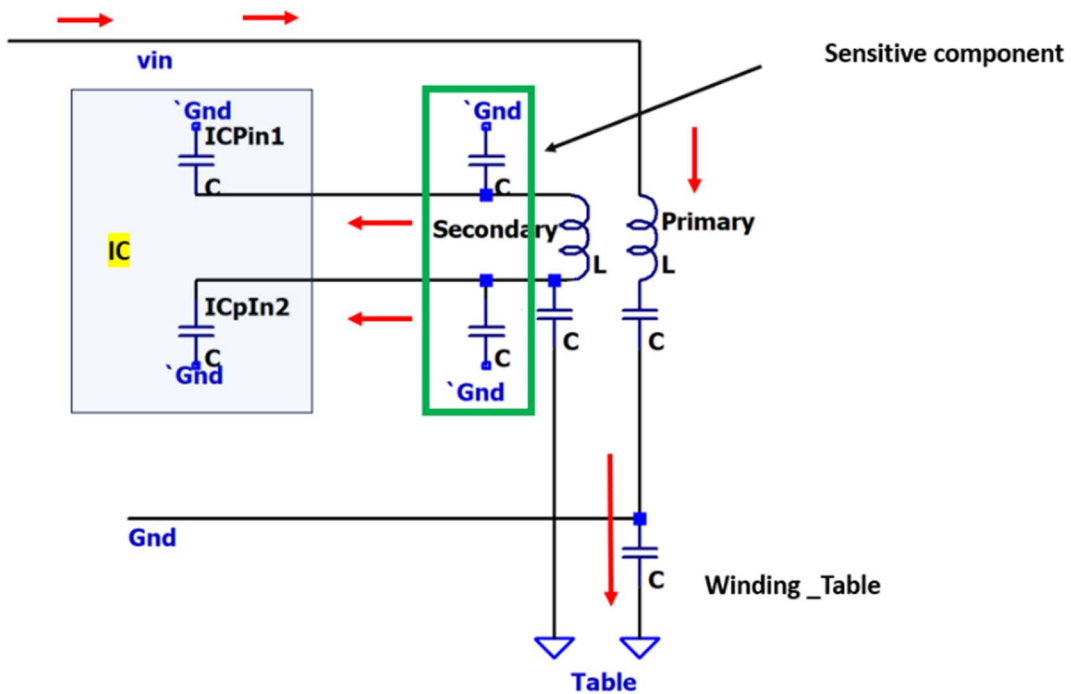 Sensitive component
vin
`Gnd
ICPin1
C
`Gnd
C
Secondary
L
Primary
L
IC
ICpIn2
C
`Gnd
C
`Gnd
C
C
Gnd
C
Winding _Table
Table